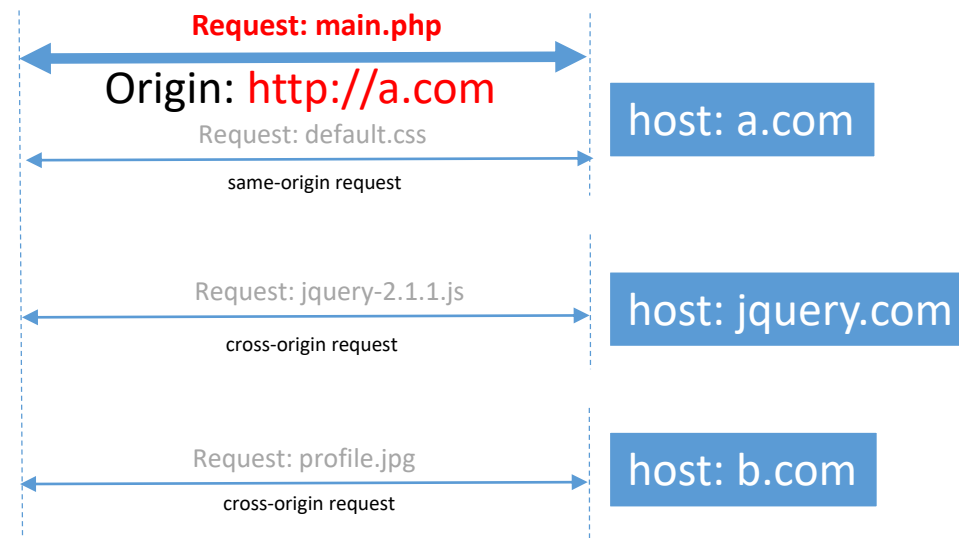 Request: main.php
Origin: http://a.com
host: a.com
Request: default.css
same-origin request
Request: jquery-2.1.1.js
host: jquery.com
cross-origin request
Request: profile.jpg
host: b.com
cross-origin request